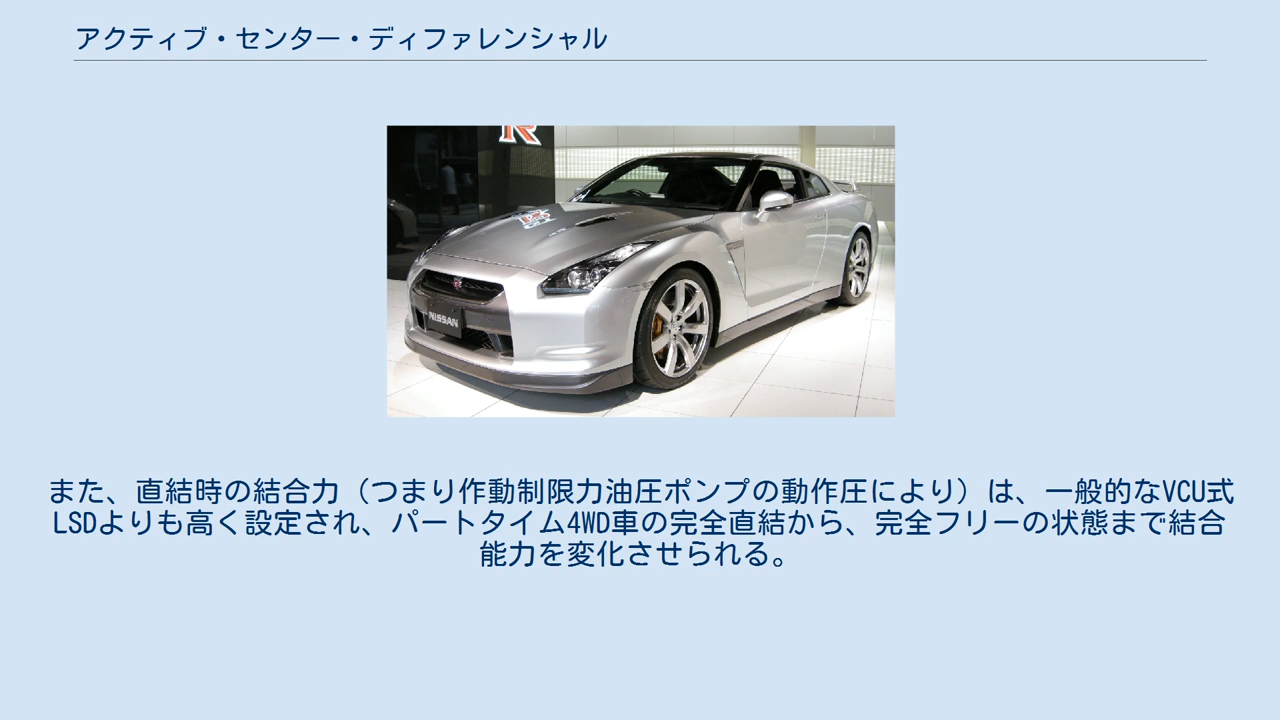 アクティブ・センター・ディファレンシャル
R
NISSAN
また、直結時の結合力（つまり作動制限力油圧ポンプの動作圧により）は、一般的なVCU式
LSDよりも高く設定され、パートタイム4WD車の完全直結から、完全フリーの状態まで結合
能力を変化させられる。